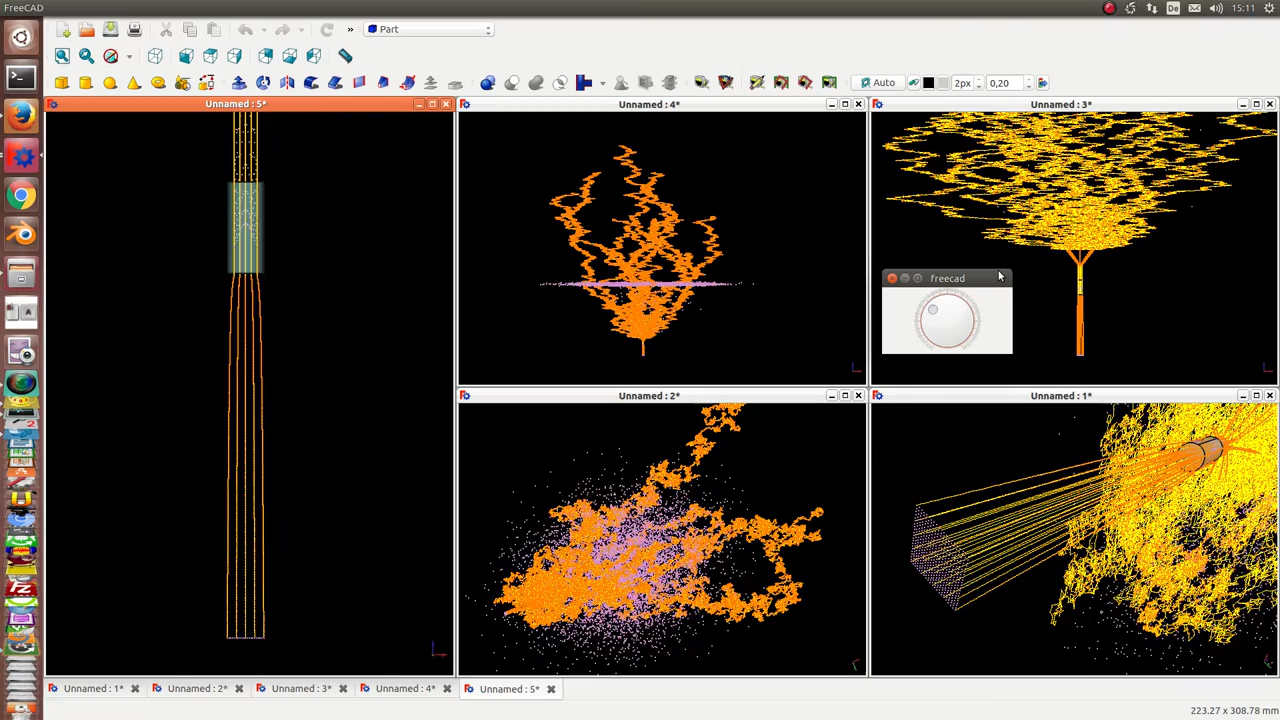 FreeCAD
De
15:11
Part
Auto
2px
0,20
Unnamed : 5*
Unnamed : 4*
Unnamed : 3*
freecad
Unnamed : 2*
Unnamed : 1*
Unnamed : 1*
Unnamed : 2*
Unnamed : 3*
Unnamed : 4*
Unnamed : 5*
223.27 x 308.78 mm